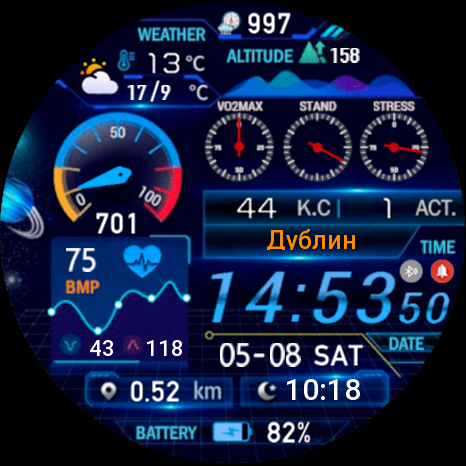 WEATHER 997
13°C ALTITUDE 158
17/9 °C
VO2MAX STAND STRESS
0 50 100
701
44 K.C 1 ACT.
Дублин
75 TIME
BMP
14:53 50
43 118 DATE
05-08 SAT
0.52 km 10:18
BATTERY 82%